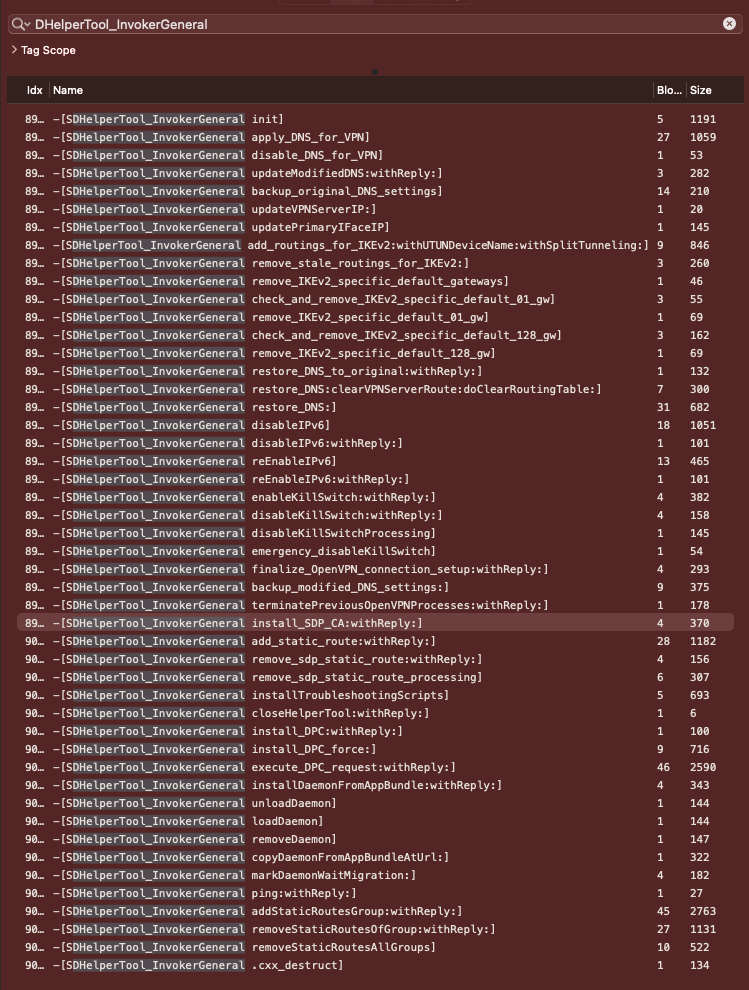 DHelperTool_InvokerGeneral
Tag Scope
Idx Name Blo... Size
89... -[SDHelperTool_InvokerGeneral init] 5 1191
89... -[SDHelperTool_InvokerGeneral apply_DNS_for_VPN] 27 1059
89... -[SDHelperTool_InvokerGeneral disable_DNS_for_VPN] 1 53
89... -[SDHelperTool_InvokerGeneral updateModifiedDNS:withReply:] 3 282
89... -[SDHelperTool_InvokerGeneral backup_original_DNS_settings] 14 210
89... -[SDHelperTool_InvokerGeneral updateVPNServerIP:] 1 20
89... -[SDHelperTool_InvokerGeneral updatePrimaryIFaceIP] 1 145
89... -[SDHelperTool_InvokerGeneral add_routings_for_IKEv2:withUTUNDeviceName:withSplitTunneling:] 9 846
89... -[SDHelperTool_InvokerGeneral remove_stale_routings_for_IKEv2:] 3 260
89... -[SDHelperTool_InvokerGeneral remove_IKEv2_specific_default_gateways] 1 46
89... -[SDHelperTool_InvokerGeneral check_and_remove_IKEv2_specific_default_01_gw] 3 55
89... -[SDHelperTool_InvokerGeneral remove_IKEv2_specific_default_01_gw] 1 69
89... -[SDHelperTool_InvokerGeneral check_and_remove_IKEv2_specific_default_128_gw] 3 162
89... -[SDHelperTool_InvokerGeneral remove_IKEv2_specific_default_128_gw] 1 69
89... -[SDHelperTool_InvokerGeneral restore_DNS_to_original:withReply:] 1 132
89... -[SDHelperTool_InvokerGeneral restore_DNS:clearVPNServerRoute:doClearRoutingTable:] 7 300
89... -[SDHelperTool_InvokerGeneral restore_DNS:] 31 682
89... -[SDHelperTool_InvokerGeneral disableIPv6] 18 1051
89... -[SDHelperTool_InvokerGeneral disableIPv6:withReply:] 1 101
89... -[SDHelperTool_InvokerGeneral reEnableIPv6] 13 465
89... -[SDHelperTool_InvokerGeneral reEnableIPv6:withReply:] 1 101
89... -[SDHelperTool_InvokerGeneral enableKillSwitch:withReply:] 4 382
89... -[SDHelperTool_InvokerGeneral disableKillSwitch:withReply:] 4 158
89... -[SDHelperTool_InvokerGeneral disableKillSwitchProcessing] 1 145
89... -[SDHelperTool_InvokerGeneral emergency_disableKillSwitch] 1 54
89... -[SDHelperTool_InvokerGeneral finalize_OpenVPN_connection_setup:withReply:] 4 293
89... -[SDHelperTool_InvokerGeneral backup_modified_DNS_settings:] 9 375
89... -[SDHelperTool_InvokerGeneral terminatePreviousOpenVPNProcesses:withReply:] 1 178
89... -[SDHelperTool_InvokerGeneral install_SDP_CA:withReply:] 4 370
90... -[SDHelperTool_InvokerGeneral add_static_route:withReply:] 28 1182
90... -[SDHelperTool_InvokerGeneral remove_sdp_static_route:withReply:] 4 156
90... -[SDHelperTool_InvokerGeneral remove_sdp_static_route_processing] 6 307
90... -[SDHelperTool_InvokerGeneral installTroubleshootingScripts] 5 693
90... -[SDHelperTool_InvokerGeneral closeHelperTool:withReply:] 1 6
90... -[SDHelperTool_InvokerGeneral install_DPC:withReply:] 1 100
90... -[SDHelperTool_InvokerGeneral install_DPC_force:] 9 716
90... -[SDHelperTool_InvokerGeneral execute_DPC_request:withReply:] 46 2590
90... -[SDHelperTool_InvokerGeneral installDaemonFromAppBundle:withReply:] 4 343
90... -[SDHelperTool_InvokerGeneral unloadDaemon] 1 144
90... -[SDHelperTool_InvokerGeneral loadDaemon] 1 144
90... -[SDHelperTool_InvokerGeneral removeDaemon] 1 147
90... -[SDHelperTool_InvokerGeneral copyDaemonFromAppBundleAtUrl:] 1 322
90... -[SDHelperTool_InvokerGeneral markDaemonWaitMigration:] 4 182
90... -[SDHelperTool_InvokerGeneral ping:withReply:] 1 27
90... -[SDHelperTool_InvokerGeneral addStaticRoutesGroup:withReply:] 45 2763
90... -[SDHelperTool_InvokerGeneral removeStaticRoutesOfGroup:withReply:] 27 1131
90... -[SDHelperTool_InvokerGeneral removeStaticRoutesAllGroups] 10 522
90... -[SDHelperTool_InvokerGeneral .cxx_destruct] 1 134